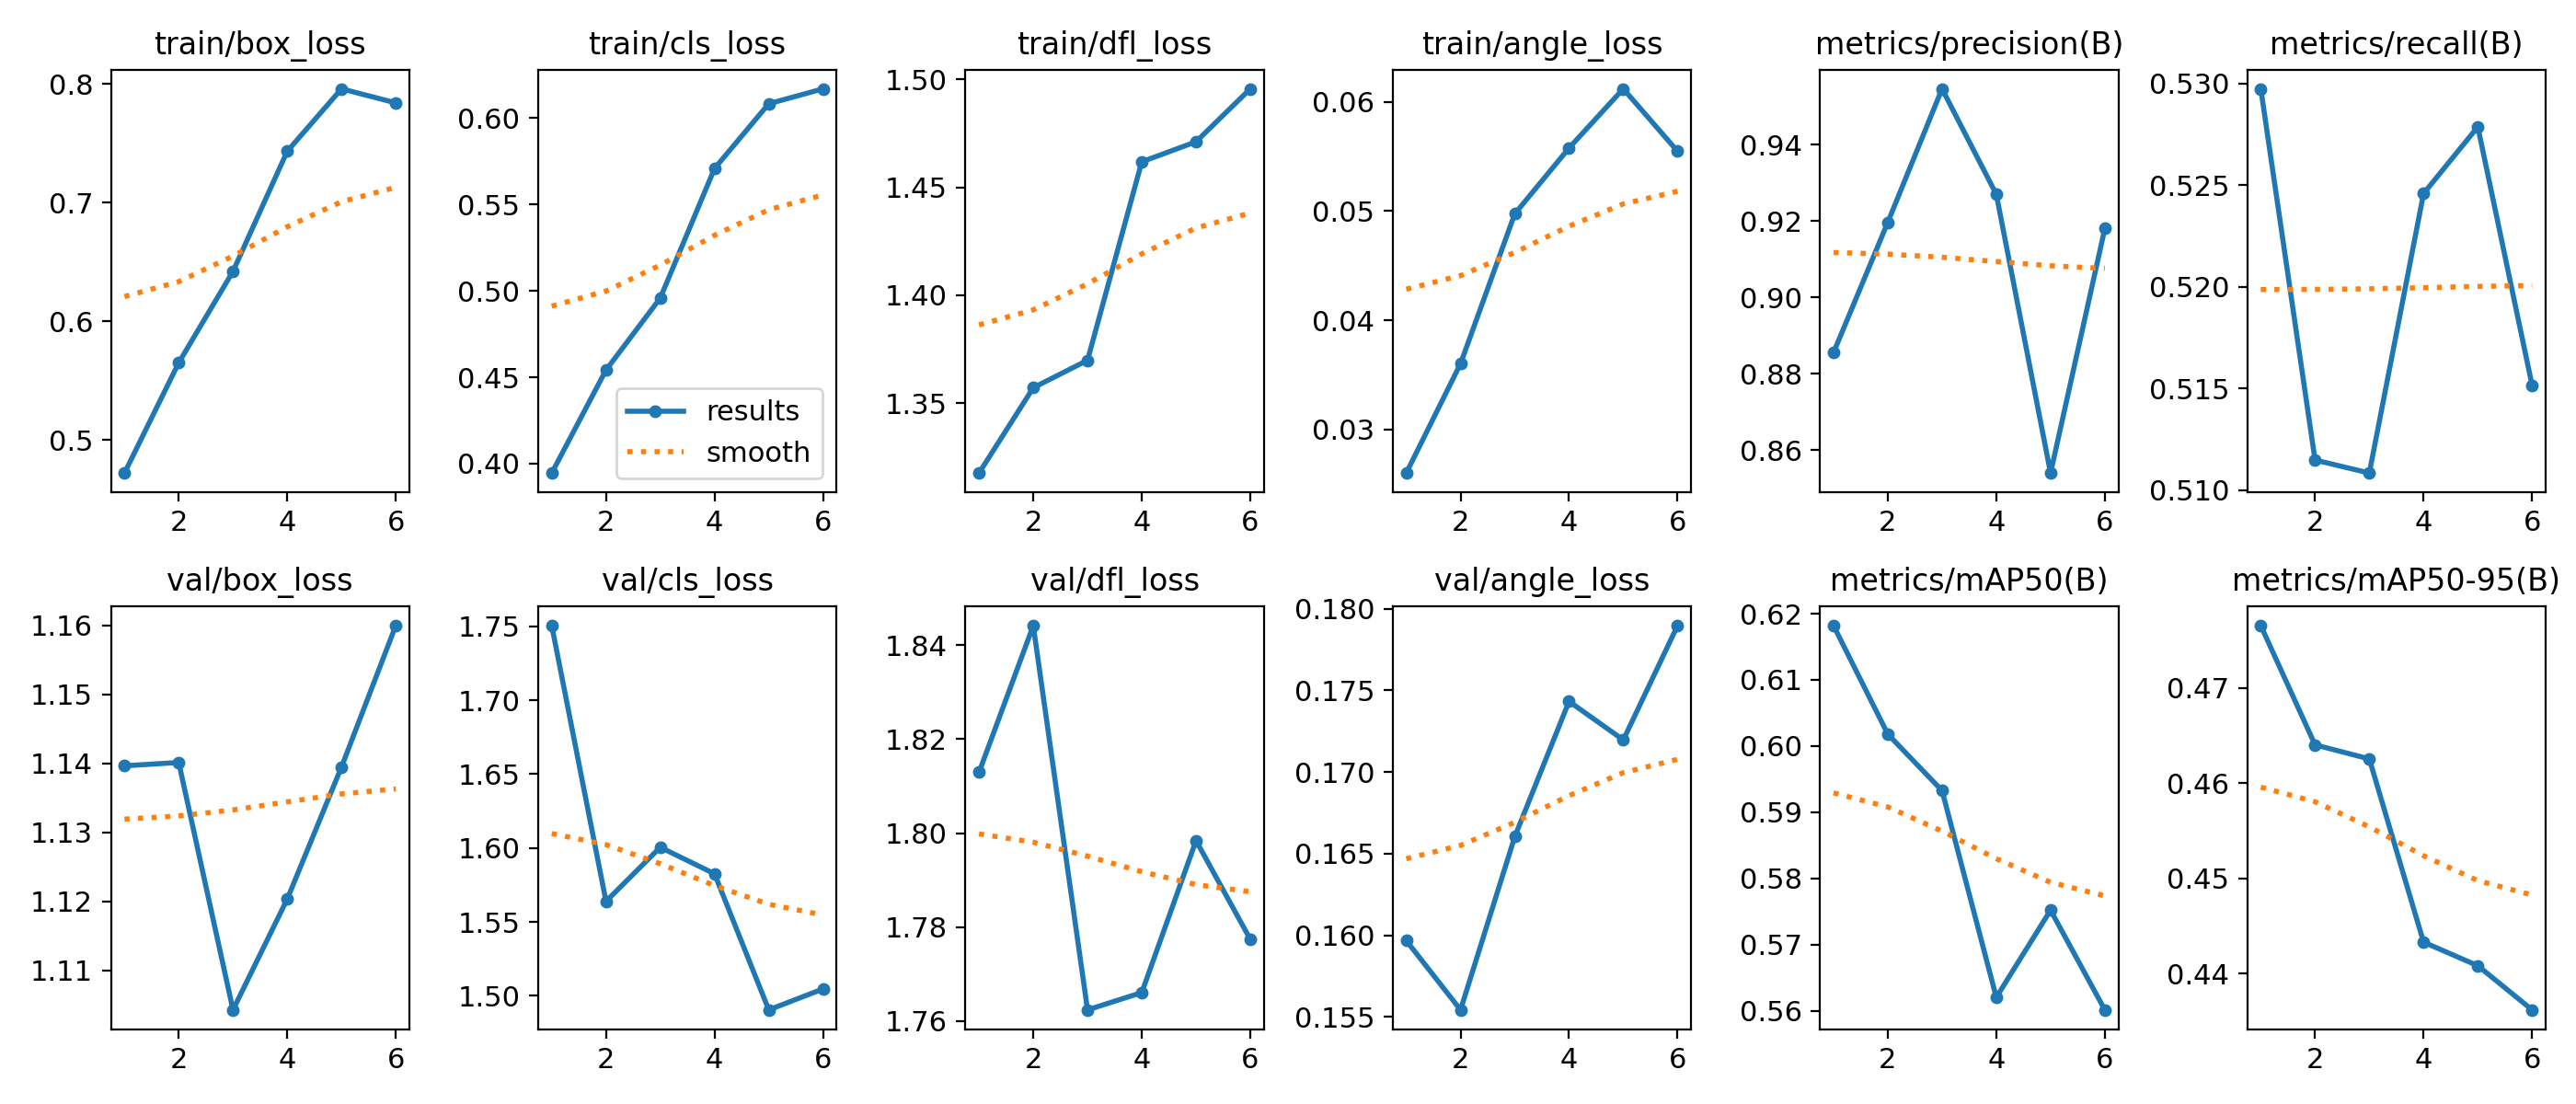 train/box_loss
train/cls_loss
train/dfl_loss
train/angle_loss
metrics/precision(B)
metrics/recall(B)
0.8
0.7
0.6
0.5
2 4 6
0.60
0.55
0.50
0.45
0.40
results
smooth
2 4 6
1.50
1.45
1.40
1.35
2 4 6
0.06
0.05
0.04
0.03
2 4 6
0.94
0.92
0.90
0.88
0.86
2 4 6
0.530
0.525
0.520
0.515
0.510
2 4 6
val/box_loss
val/cls_loss
val/dfl_loss
val/angle_loss
metrics/mAP50(B)
metrics/mAP50-95(B)
1.16
1.15
1.14
1.13
1.12
1.11
2 4 6
1.75
1.70
1.65
1.60
1.55
1.50
2 4 6
1.84
1.82
1.80
1.78
1.76
2 4 6
0.180
0.175
0.170
0.165
0.160
0.155
2 4 6
0.62
0.61
0.60
0.59
0.58
0.57
0.56
2 4 6
0.47
0.46
0.45
0.44
2 4 6